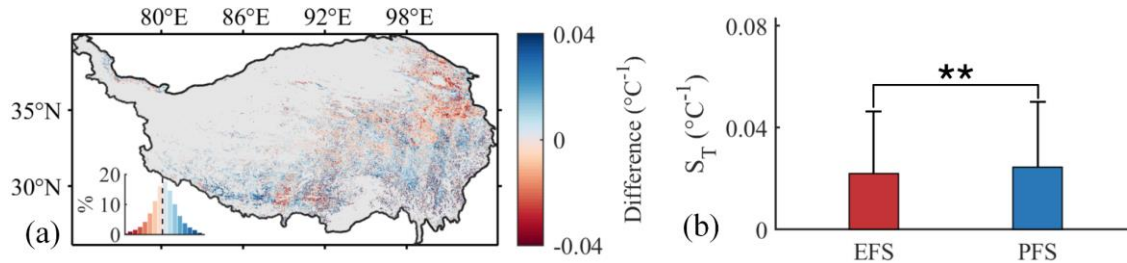 80°E 86°E 92°E 98°E
35°N
30°N
20
10
0
%
(a)
0.04
0
-0.04
Difference (°C⁻¹)
0.08
0.04
0
S_T (°C⁻¹)
**
EFS PFS
(b)